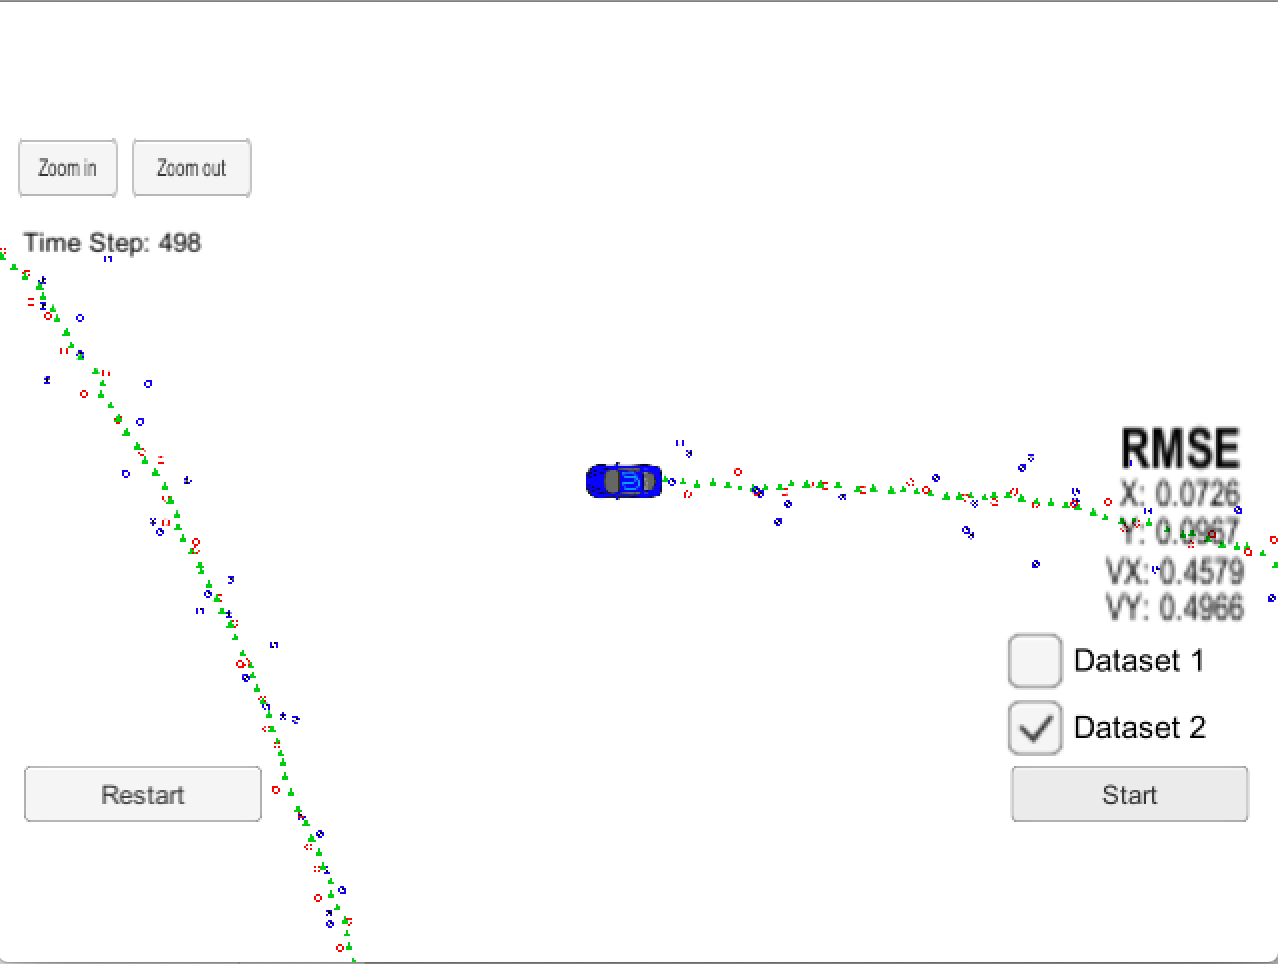 Zoom in
Zoom out
Time Step: 498
RMSE
X: 0.0726
Y: 0.0967
VX: 0.4579
VY: 0.4966
Dataset 1
Dataset 2
Restart
Start